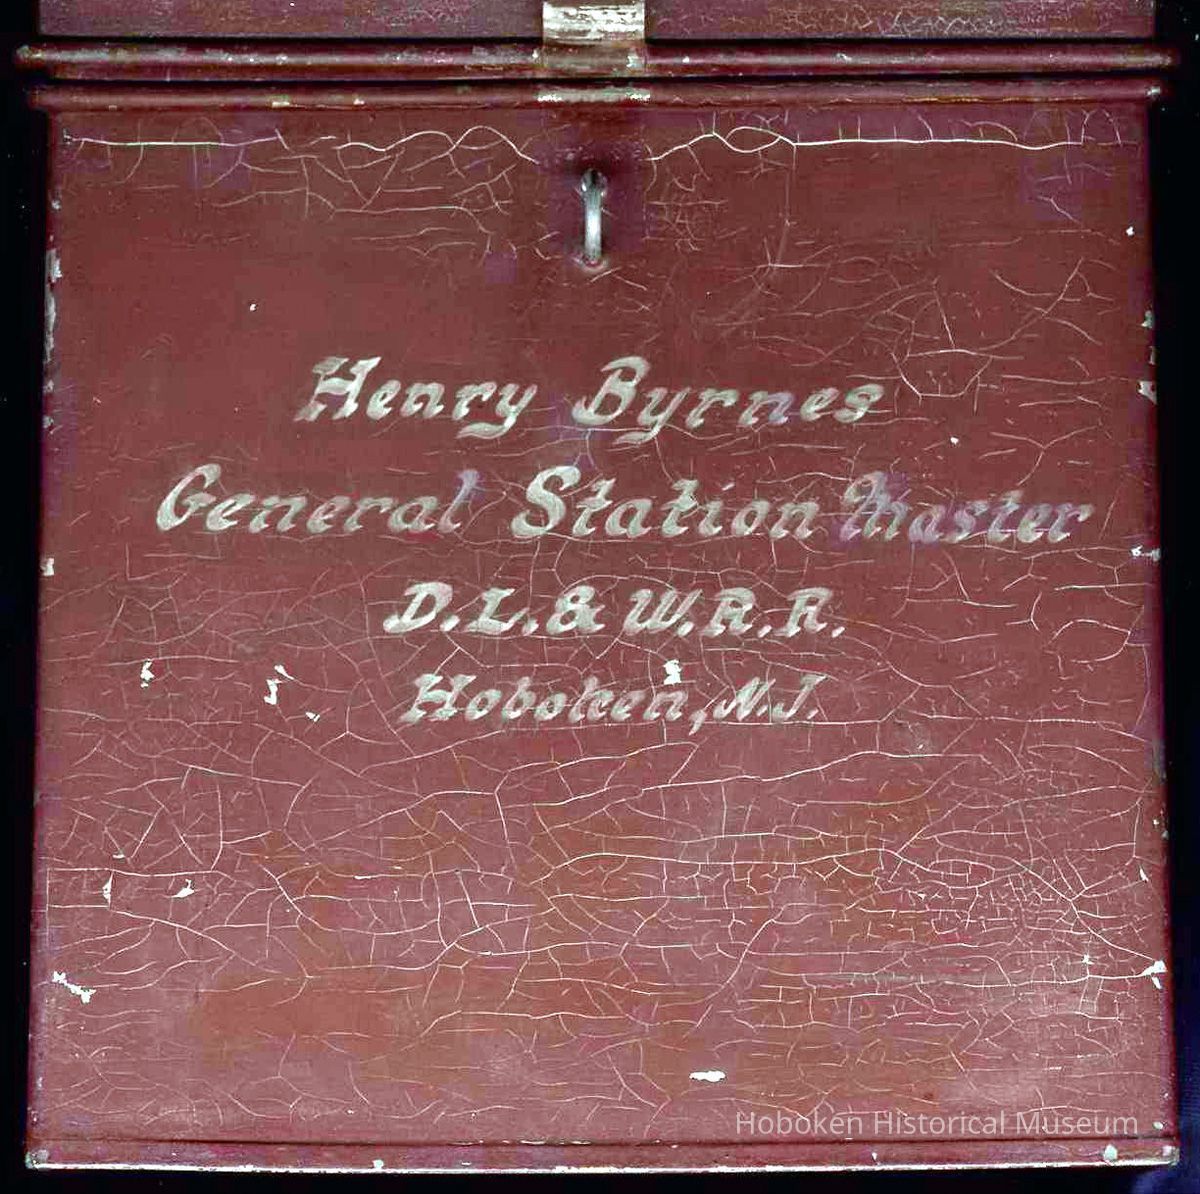 Henry Byrnes
General Station Master
D.L.& W.R.R.
Hoboken, N.J.
Hoboken Historical Museum